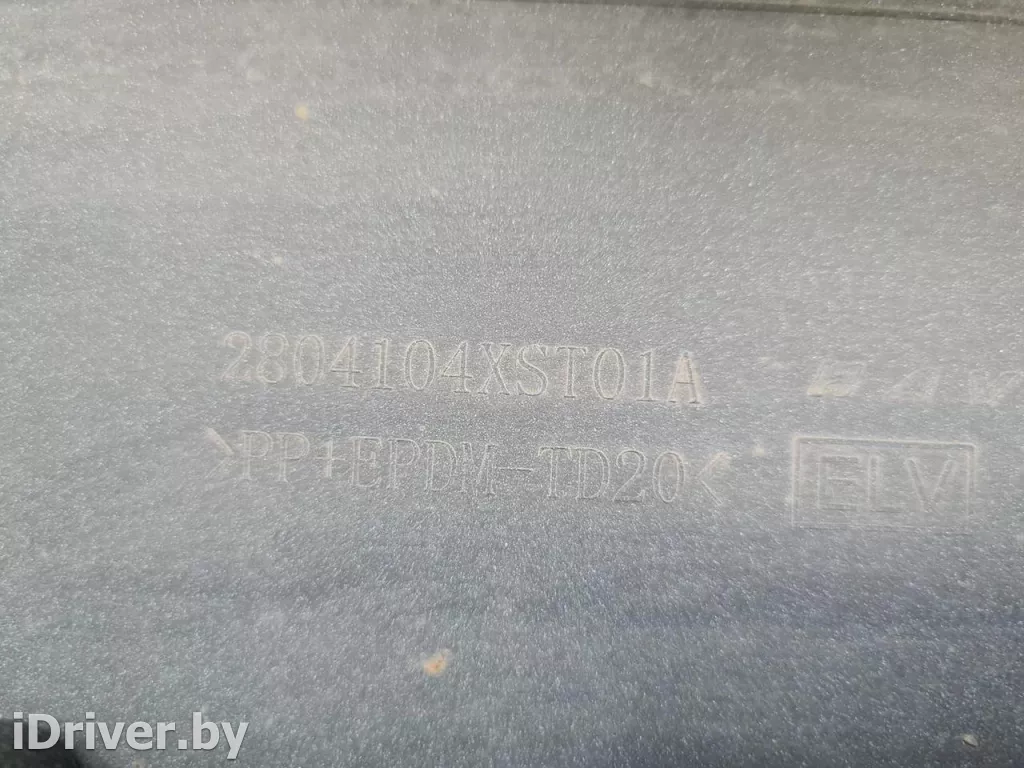 2804104XST01A
>PP+EPDM-TD20<
ELV
iDriver.by